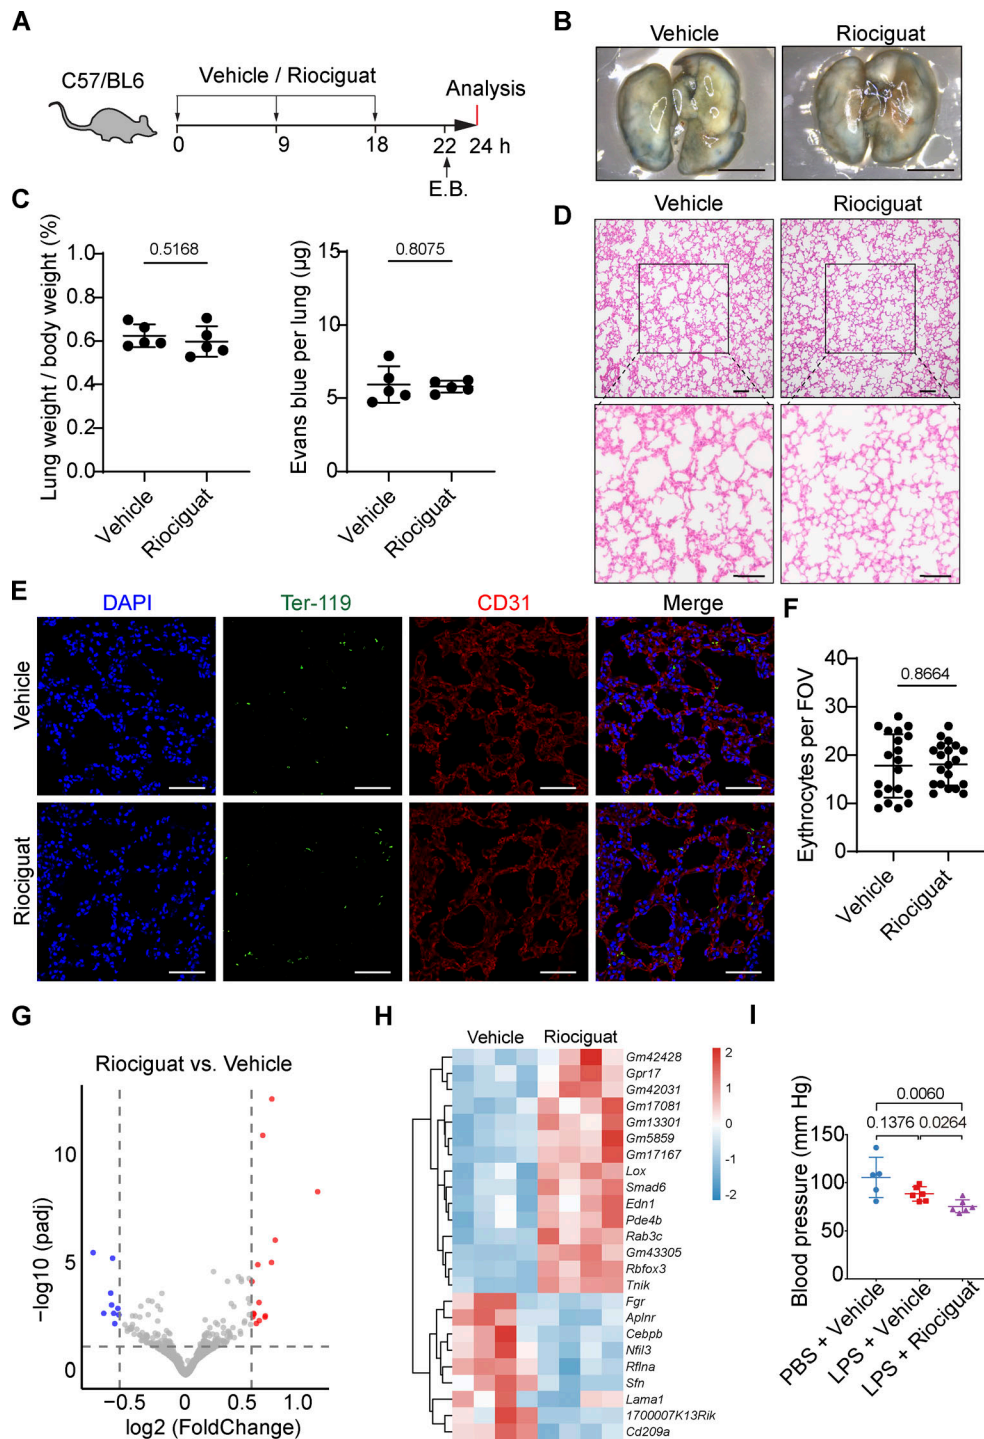 A
C57/BL6
Vehicle / Riociguat
Analysis
0
9
18
22
24 h
E.B.
B
Vehicle
Riociguat
C
Lung weight / body weight (%)
1.0
0.8
0.6
0.4
0.2
0.0
0.5168
Vehicle
Riociguat
Evans blue per lung (µg)
15
10
5
0
0.8075
Vehicle
Riociguat
D
Vehicle
Riociguat
E
DAPI
Ter-119
CD31
Merge
Vehicle
Riociguat
F
Eythrocytes per FOV
40
30
20
10
0
0.8664
Vehicle
Riociguat
G
Riociguat vs. Vehicle
−log10 (padj)
10
5
0
−0.5
0
0.5
1.0
log2 (FoldChange)
H
Vehicle
Riociguat
Gm42428
Gpr17
Gm42031
Gm17081
Gm13301
Gm5859
Gm17167
Lox
Smad6
Edn1
Pde4b
Rab3c
Gm43305
Rbfox3
Tnik
Fgr
Aplnr
Cebpb
Nfil3
Rflna
Sfn
Lama1
1700007K13Rik
Cd209a
2
1
0
-1
-2
I
Blood pressure (mm Hg)
150
100
50
0
0.0060
0.1376
0.0264
PBS + Vehicle
LPS + Vehicle
LPS + Riociguat